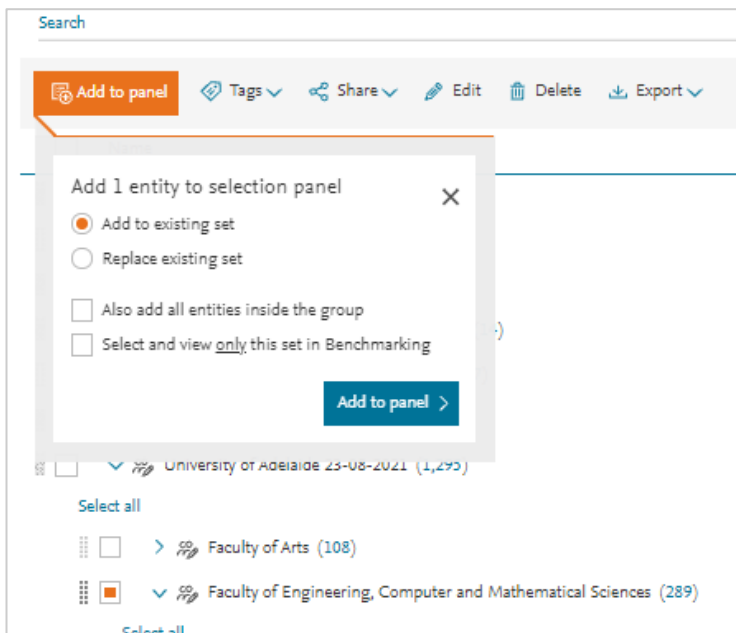 Search
Add to panel Tags Share Edit Delete Export
Add 1 entity to selection panel
Add to existing set
Replace existing set
Also add all entities inside the group
Select and view only this set in Benchmarking
Add to panel
University of Adelaide 23-08-2021 (1,295)
Select all
Faculty of Arts (108)
Faculty of Engineering, Computer and Mathematical Sciences (289)
Select all